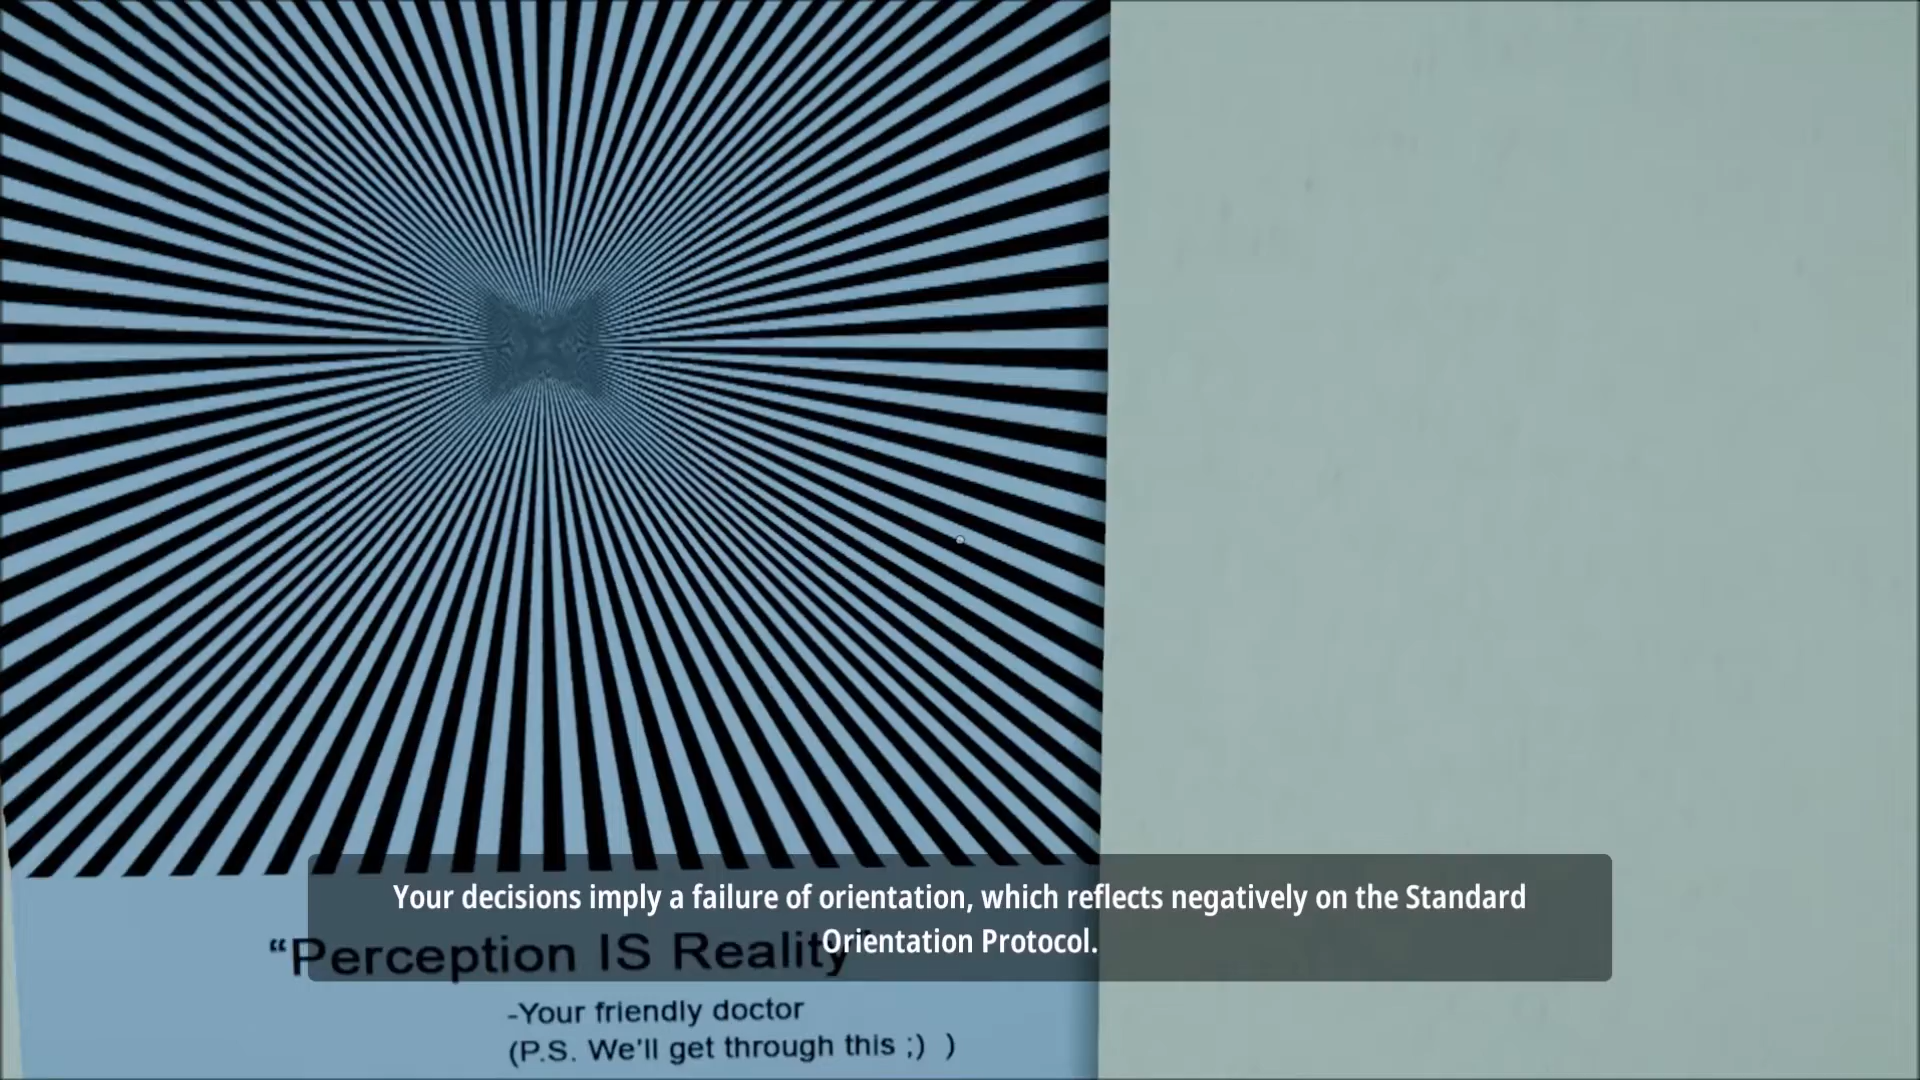 Your decisions imply a failure of orientation, which reflects negatively on the Standard
Orientation Protocol.
“Perception IS Reality”
-Your friendly doctor
(P.S. We'll get through this ;) )